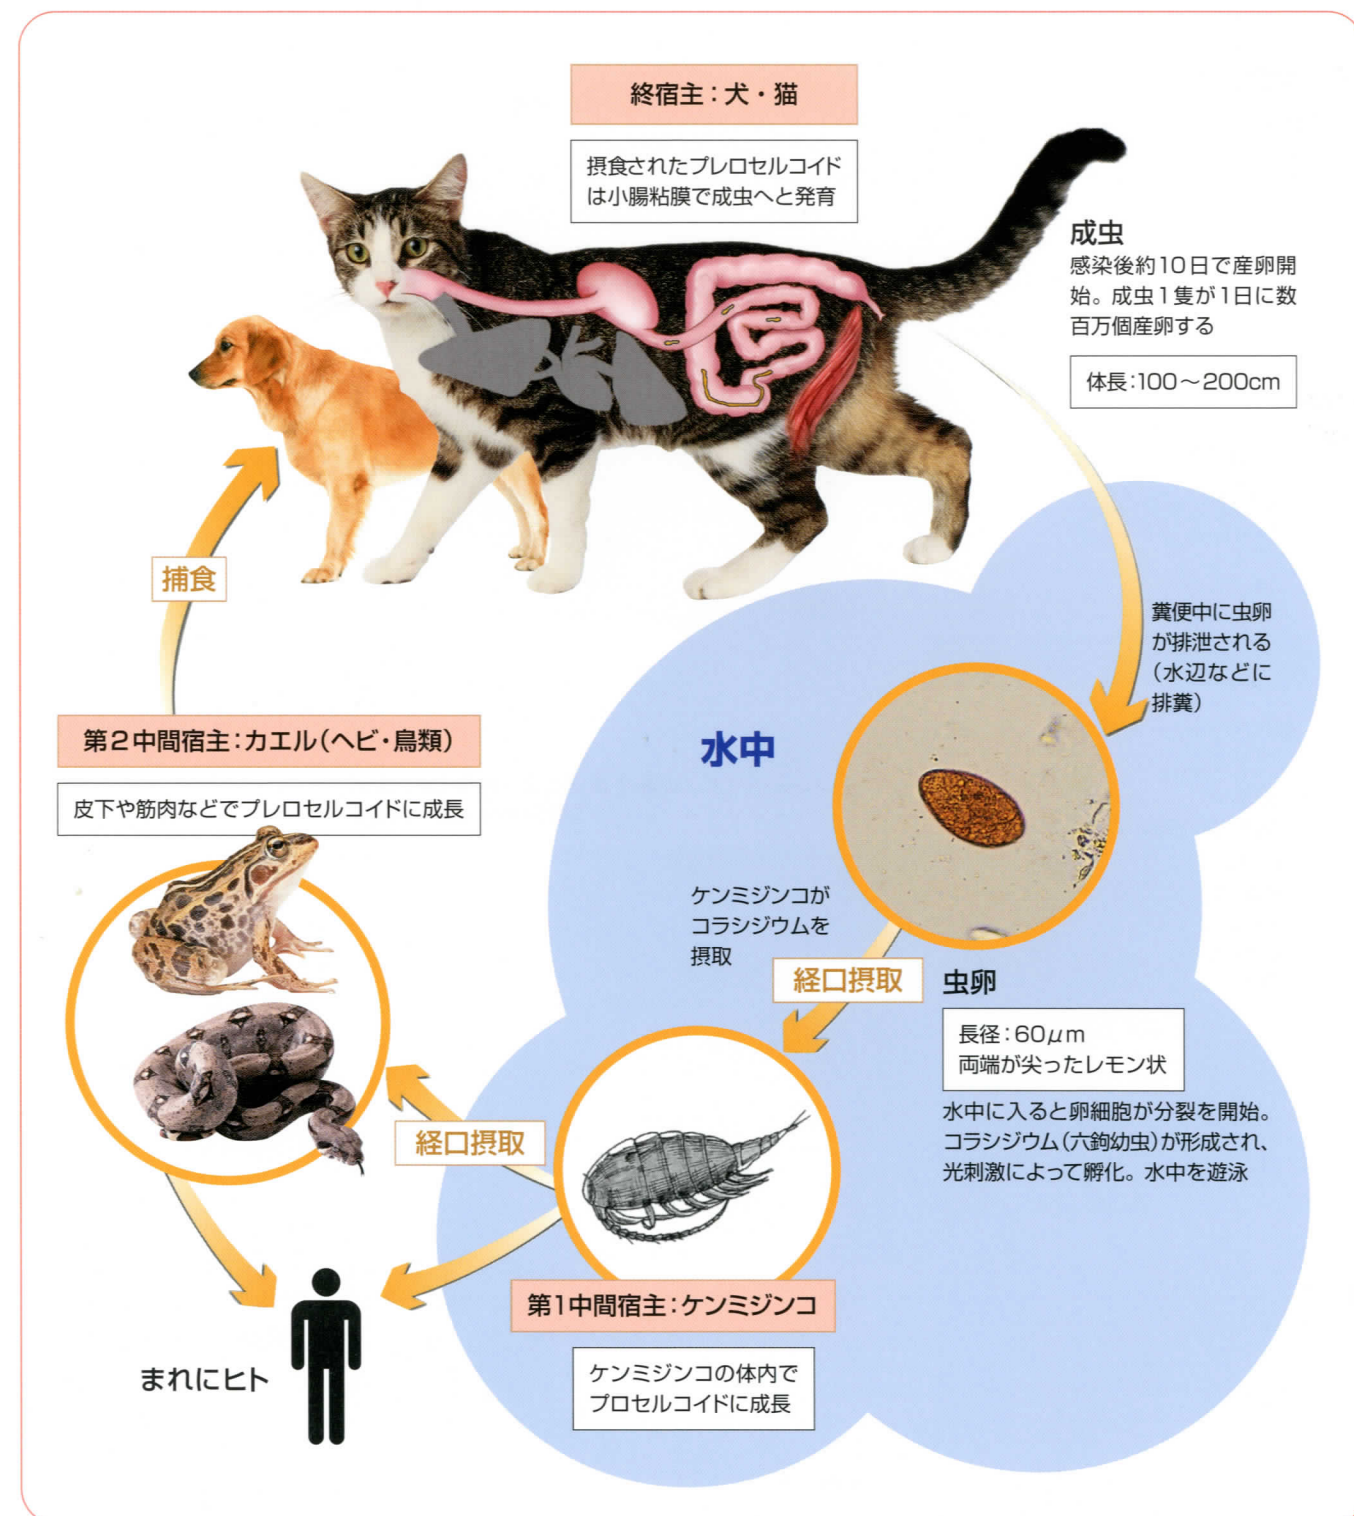 終宿主：犬・猫
摂食されたプレロセルコイド
は小腸粘膜で成虫へと発育
成虫
感染後約10日で産卵開
始。成虫1隻が1日に数
百万個産卵する
体長：100～200cm
捕食
糞便中に虫卵
が排泄される
（水辺などに
排糞）
第2中間宿主：カエル（ヘビ・鳥類）
皮下や筋肉などでプレロセルコイドに成長
水中
ケンミジンコが
コラシジウムを
摂取
経口摂取
虫卵
長径：60μm
両端が尖ったレモン状
水中に入ると卵細胞が分裂を開始。
コラシジウム（六鉤幼虫）が形成され、
光刺激によって孵化。水中を遊泳
経口摂取
第1中間宿主：ケンミジンコ
ケンミジンコの体内で
プロセルコイドに成長
まれにヒト